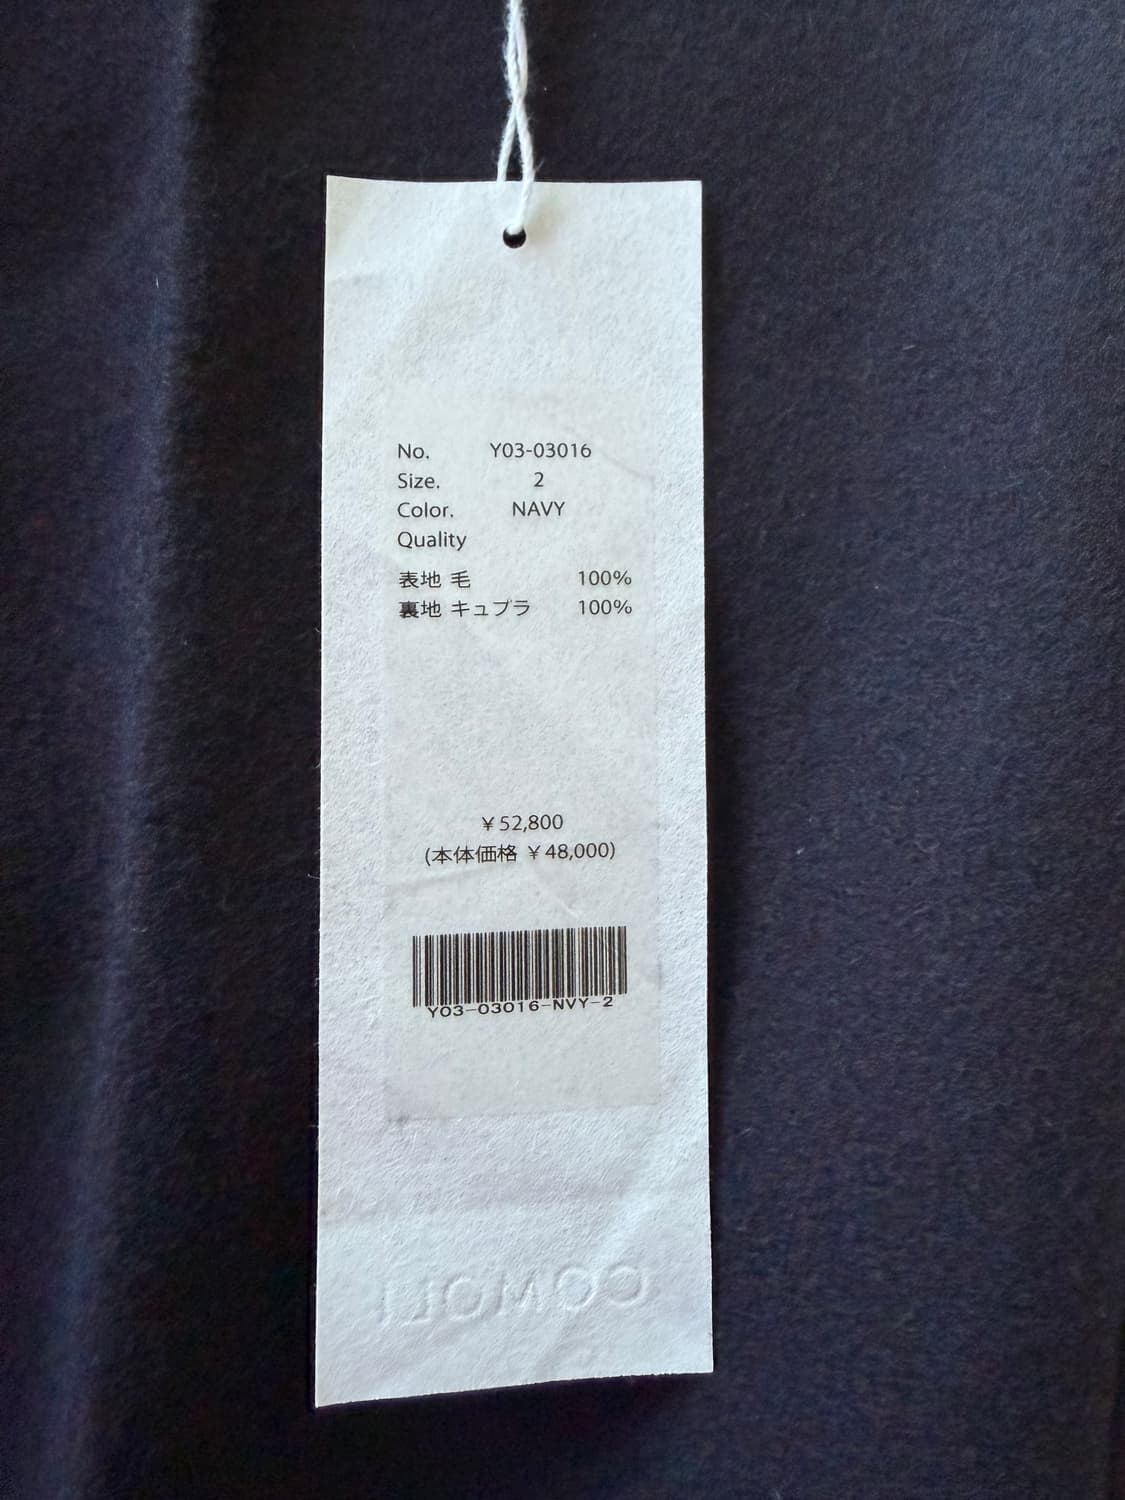 No. Y03-03016
Size. 2
Color. NAVY
Quality
表地 毛 100%
裏地 キュプラ 100%
¥52,800
(本体価格 ¥48,000)
Y03-03016-NVY-2
COMOLI